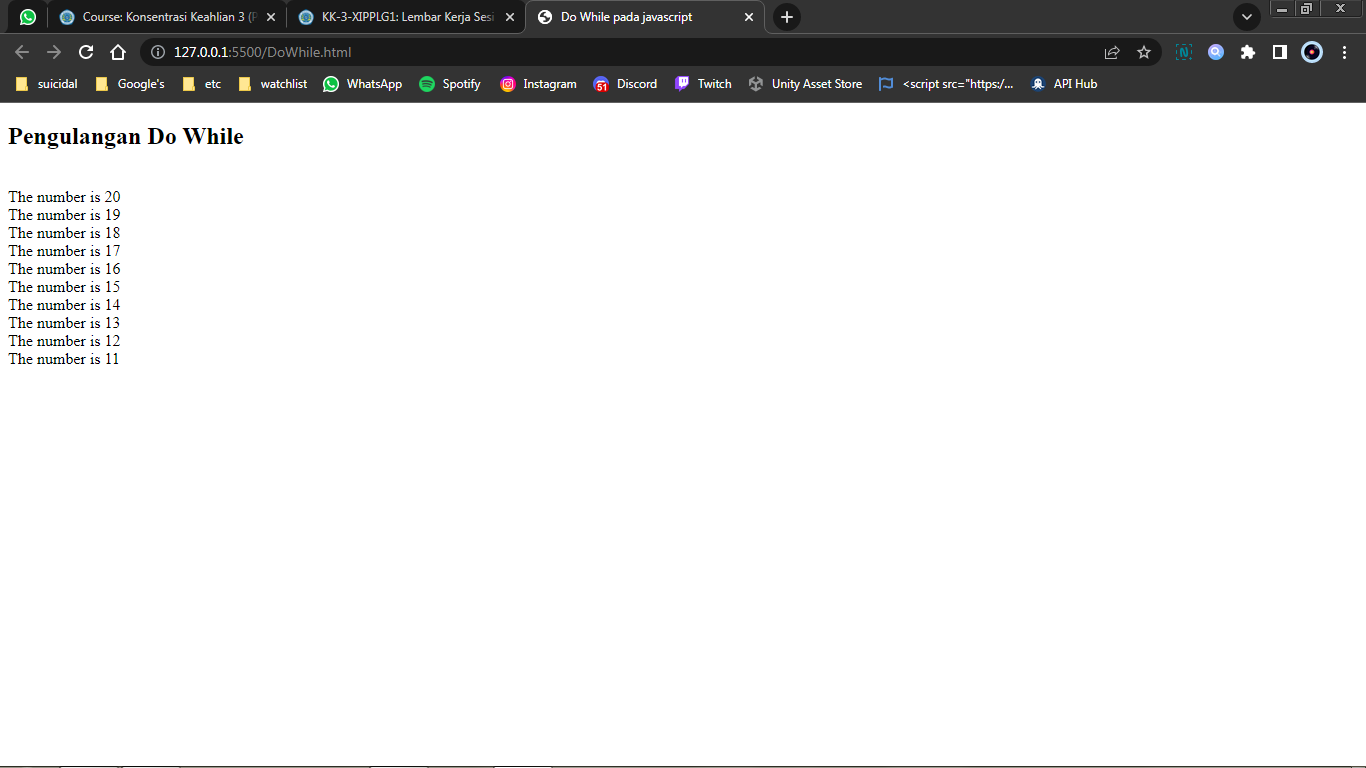 Course: Konsentrasi Keahlian 3 (P
KK-3-XIPPLG1: Lembar Kerja Sesi
Do While pada javascript
127.0.0.1:5500/DoWhile.html
N
suicidal
Google's
etc
watchlist
WhatsApp
Spotify
Instagram
51
Discord
Twitch
Unity Asset Store
<script src="https:/...
API Hub
Pengulangan Do While
The number is 20
The number is 19
The number is 18
The number is 17
The number is 16
The number is 15
The number is 14
The number is 13
The number is 12
The number is 11